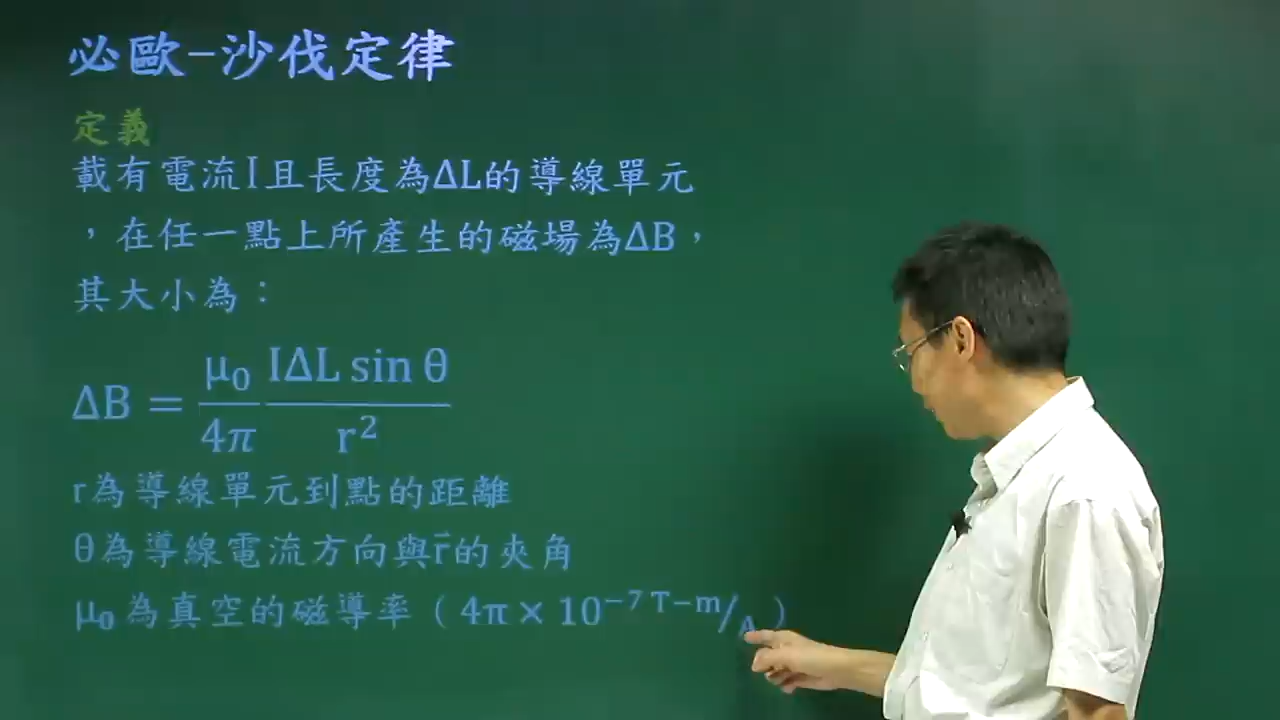 必歐-沙伐定律
定義
載有電流I且長度為ΔL的導線單元
，在任一點上所產生的磁場為ΔB，
其大小為：
ΔB = μ₀/4π IΔL sin θ/r²
r為導線單元到點的距離
θ為導線電流方向與r⃗的夾角
μ₀為真空的磁導率（4π × 10⁻⁷ T−m/A）